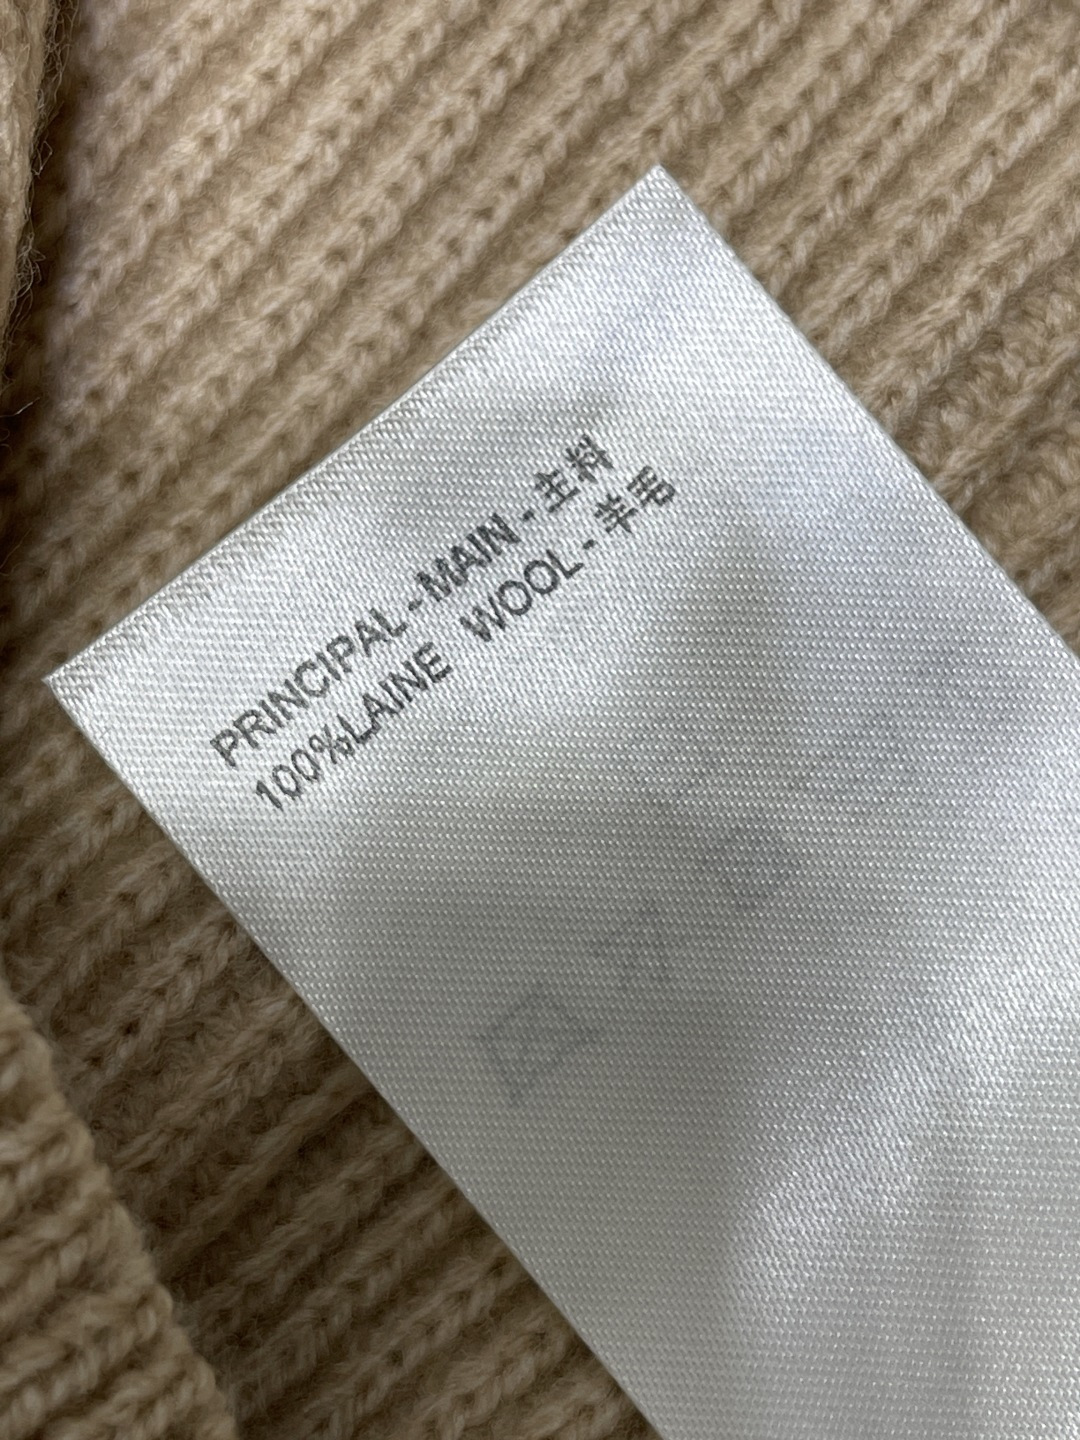 PRINCIPAL - MAIN - 主料
100%LAINE WOOL - 羊毛